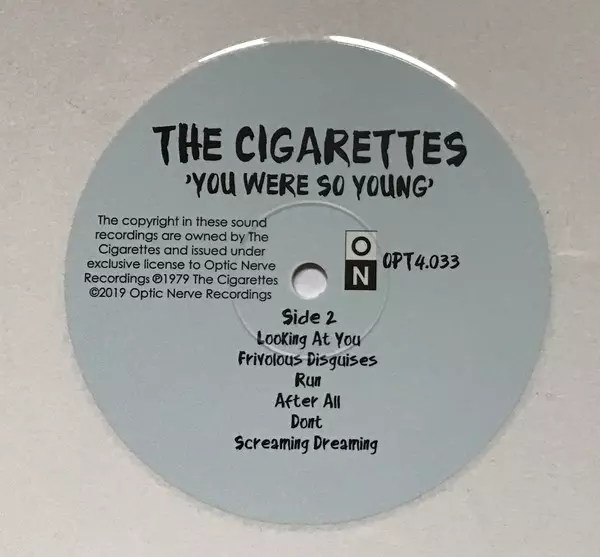 THE CIGARETTES
'YOU WERE SO YOUNG'
The copyright in these sound
recordings are owned by The
Cigarettes and issued under
exclusive license to Optic Nerve
Recordings ℗1979 The Cigarettes
©2019 Optic Nerve Recordings
O
N
OPT4.033
Side 2
Looking At You
Frivolous Disguises
Run
After All
Dont
Screaming Dreaming